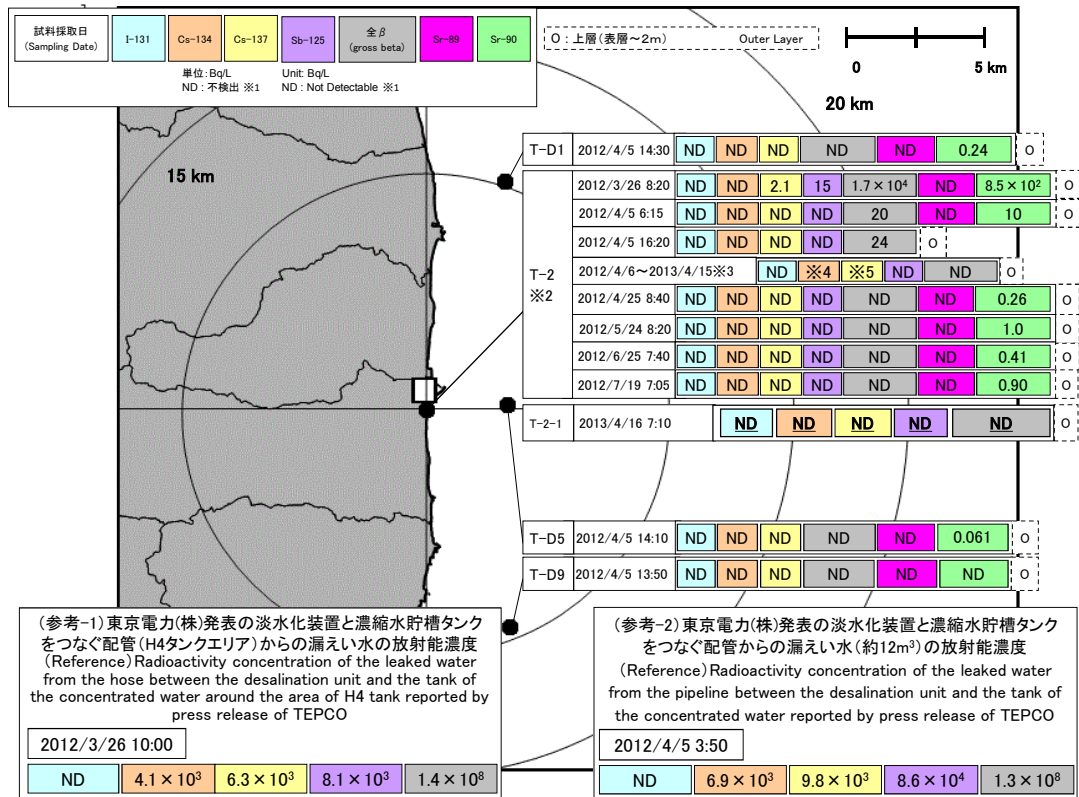 試料採取日
(Sampling Date)
I-131
Cs-134
Cs-137
Sb-125
全β
(gross beta)
Sr-89
Sr-90
単位: Bq/L Unit: Bq/L
ND : 不検出 ※1 ND : Not Detectable ※1
O : 上層(表層～2m) Outer Layer
0 5 km
20 km
15 km
T-D1 2012/4/5 14:30 ND ND ND ND ND 0.24 O
T-2
※2
2012/3/26 8:20 ND ND 2.1 15 1.7×10⁴ ND 8.5×10² O
2012/4/5 6:15 ND ND ND ND 20 ND 10 O
2012/4/5 16:20 ND ND ND ND 24 O
2012/4/6～2013/4/15※3 ND ※4 ※5 ND ND O
2012/4/25 8:40 ND ND ND ND ND ND 0.26 O
2012/5/24 8:20 ND ND ND ND ND ND 1.0 O
2012/6/25 7:40 ND ND ND ND ND ND 0.41 O
2012/7/19 7:05 ND ND ND ND ND ND 0.90 O
T-2-1 2013/4/16 7:10 ND ND ND ND ND O
T-D5 2012/4/5 14:10 ND ND ND ND ND 0.061 O
T-D9 2012/4/5 13:50 ND ND ND ND ND ND O
(参考-1)東京電力(株)発表の淡水化装置と濃縮水貯槽タンク
をつなぐ配管(H4タンクエリア)からの漏えい水の放射能濃度
(Reference)Radioactivity concentration of the leaked water
from the hose between the desalination unit and the tank of
the concentrated water around the area of H4 tank reported by
press release of TEPCO
2012/3/26 10:00
ND 4.1×10³ 6.3×10³ 8.1×10³ 1.4×10⁸
(参考-2)東京電力(株)発表の淡水化装置と濃縮水貯槽タンク
をつなぐ配管からの漏えい水(約12m³)の放射能濃度
(Reference)Radioactivity concentration of the leaked water
from the pipeline between the desalination unit and the tank of
the concentrated water reported by press release of TEPCO
2012/4/5 3:50
ND 6.9×10³ 9.8×10³ 8.6×10⁴ 1.3×10⁸